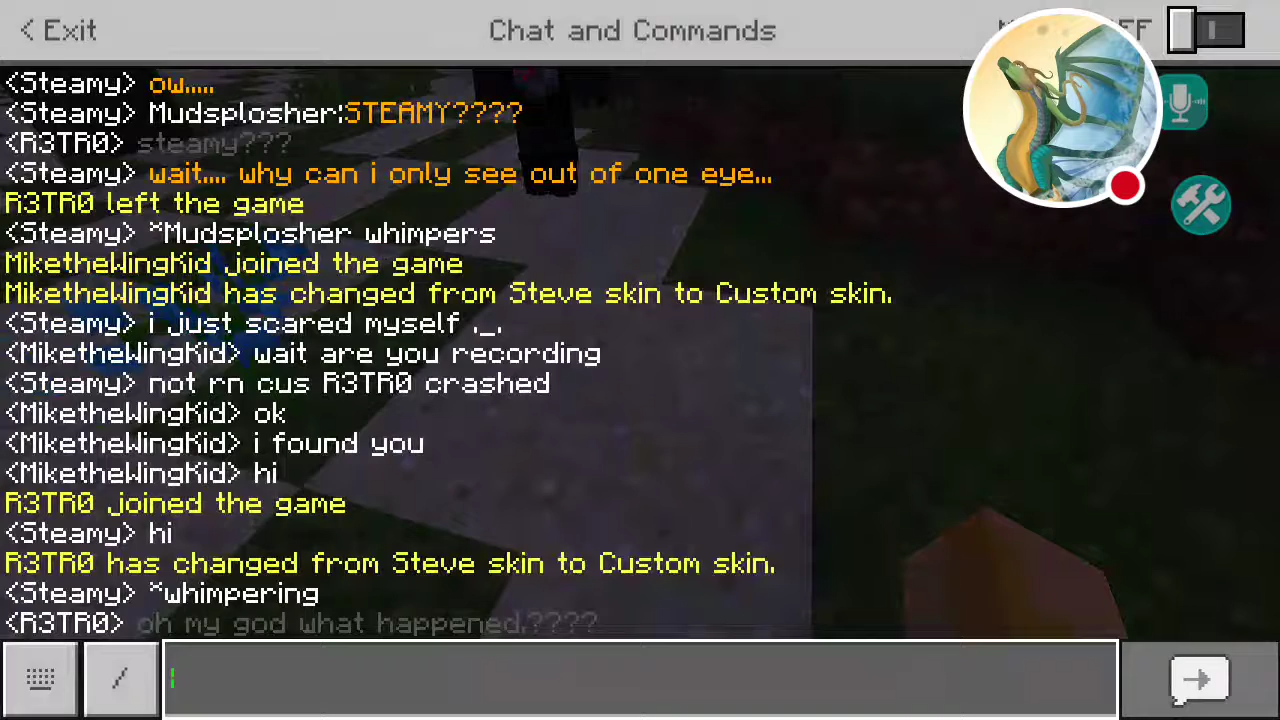 < Exit
Chat and Commands
FF
<Steamy> ow.....
<Steamy> Mudsplosher:STEAMY????
<R3TR0> steamy???
<Steamy> wait.... why can i only see out of one eye...
R3TR0 left the game
<Steamy> *Mudsplosher whimpers
MiketheWingKid joined the game
MiketheWingKid has changed from Steve skin to Custom skin.
<Steamy> i just scared myself ._.
<MiketheWingKid> wait are you recording
<Steamy> not rn cus R3TR0 crashed
<MiketheWingKid> ok
<MiketheWingKid> i found you
<MiketheWingKid> hi
R3TR0 joined the game
<Steamy> hi
R3TR0 has changed from Steve skin to Custom skin.
<Steamy> *whimpering
<R3TR0> oh my god what happened.????
/